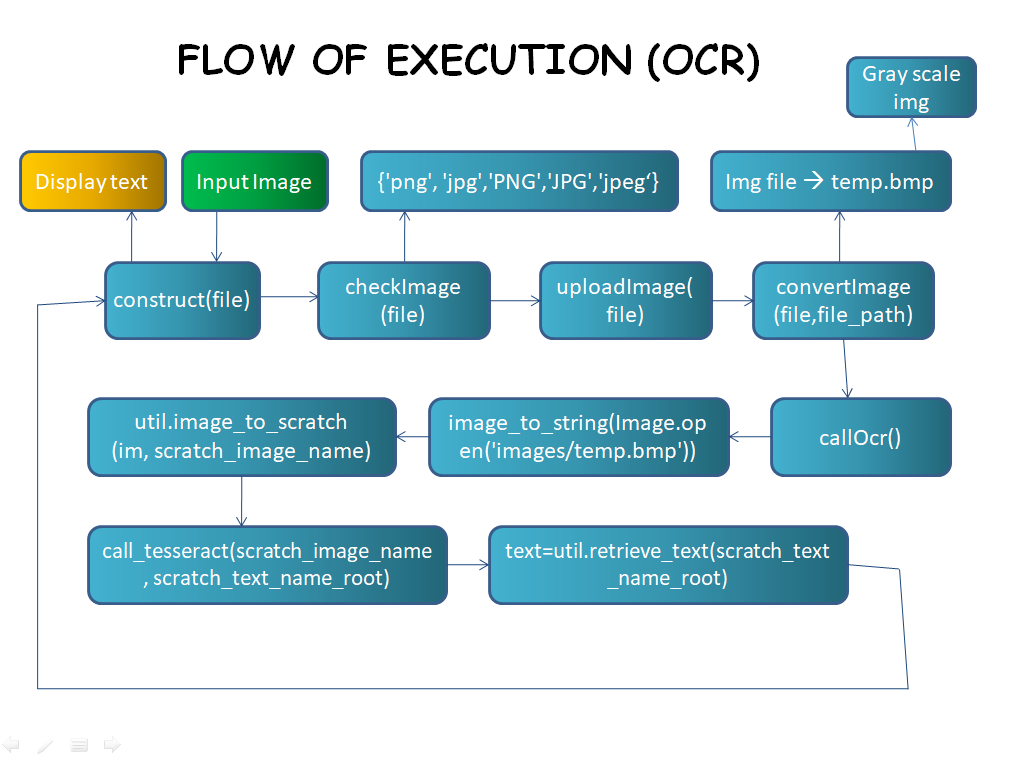 FLOW OF EXECUTION (OCR)
Gray scale
img
Display text
Input Image
{'png', 'jpg','PNG','JPG','jpeg‘}
Img file → temp.bmp
construct(file)
checkImage
(file)
uploadImage(
file)
convertImage
(file,file_path)
util.image_to_scratch
(im, scratch_image_name)
image_to_string(Image.op
en('images/temp.bmp'))
callOcr()
call_tesseract(scratch_image_name
, scratch_text_name_root)
text=util.retrieve_text(scratch_text
_name_root)